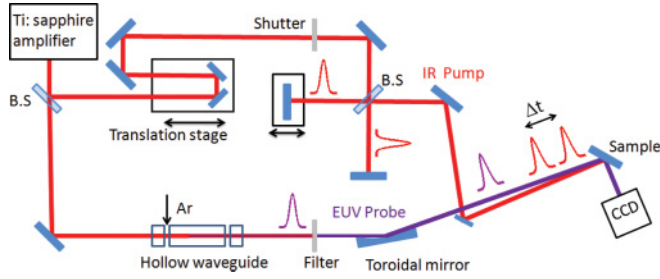 Ti: sapphire
amplifier
Shutter
B.S
B.S
IR Pump
Translation stage
Δt
Sample
Ar
EUV Probe
CCD
Hollow waveguide
Filter
Toroidal mirror